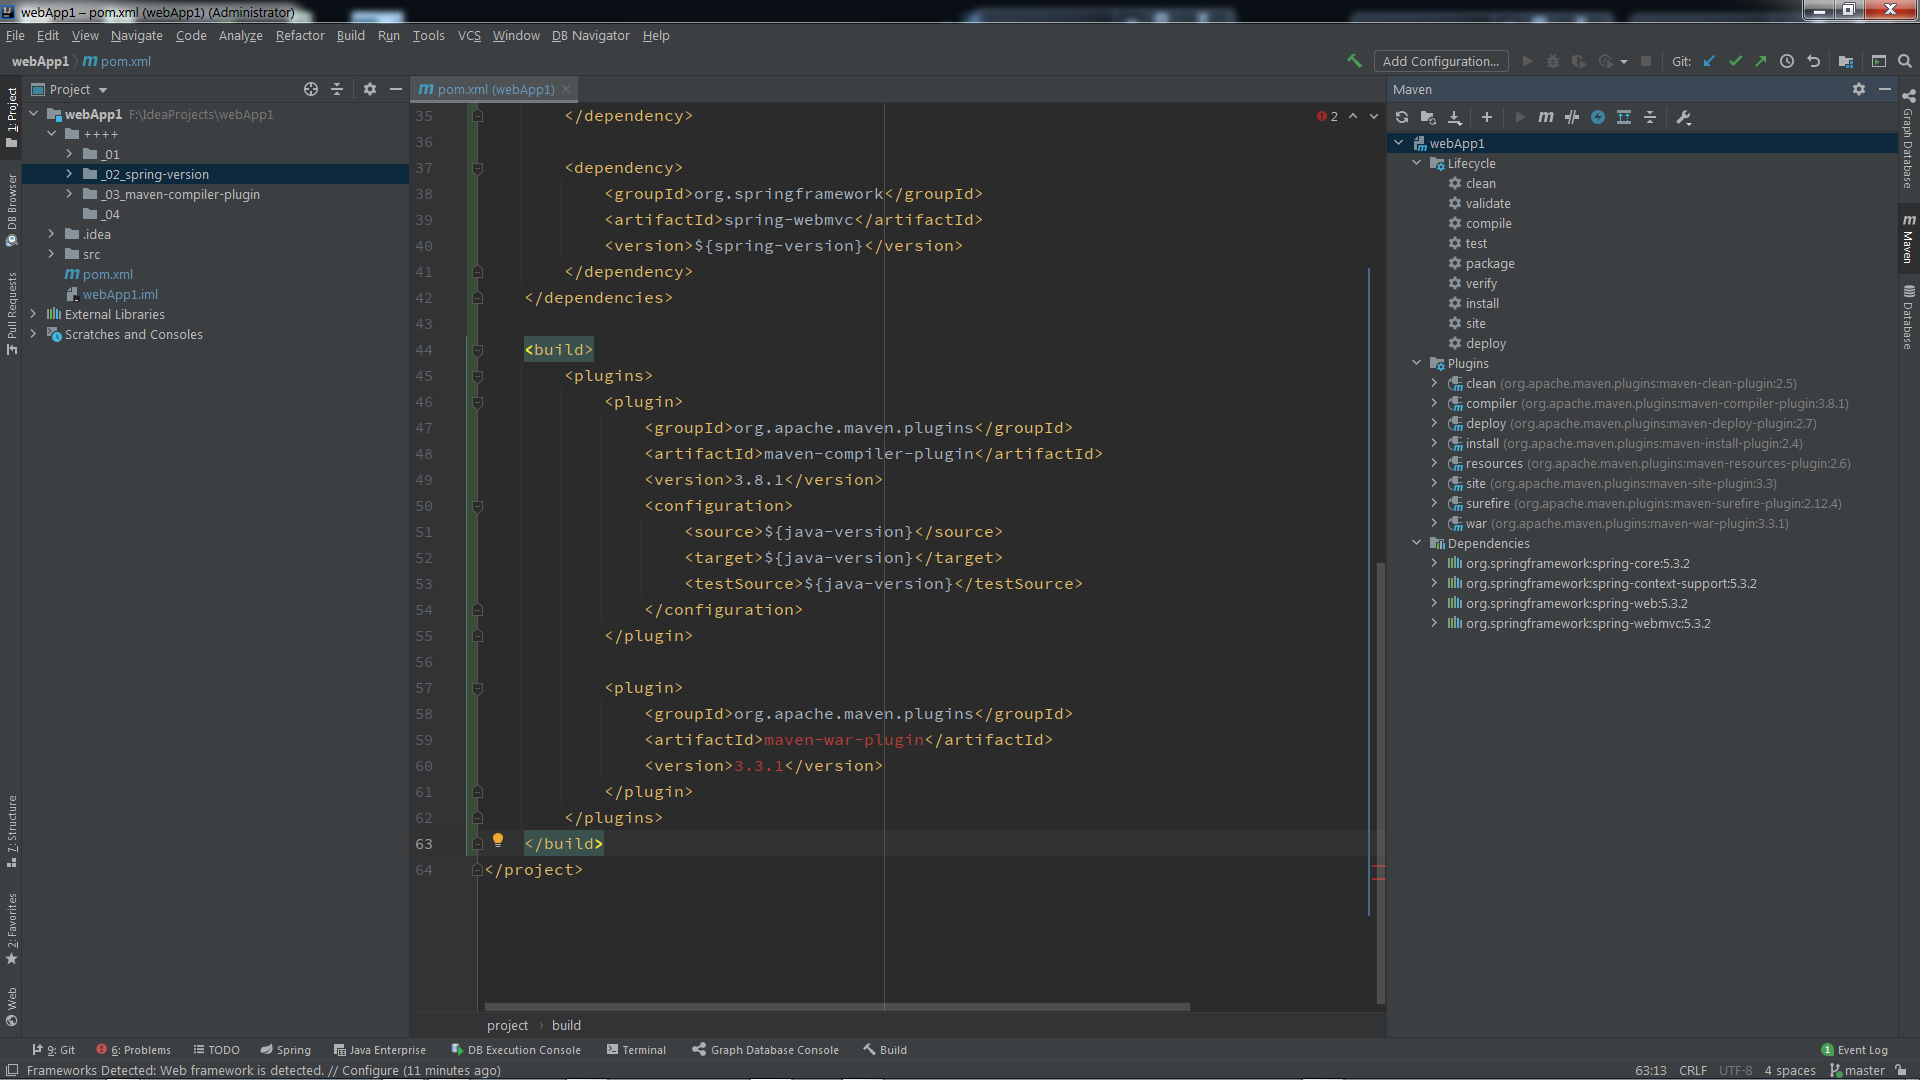 webApp1 – pom.xml (webApp1) (Administrator)
File Edit View Navigate Code Analyze Refactor Build Run Tools VCS Window DB Navigator Help
webApp1 pom.xml
Add Configuration... Git:
Project
webApp1 F:\IdeaProjects\webApp1
++++
_01
_02_spring-version
_03_maven-compiler-plugin
_04
.idea
src
pom.xml
webApp1.iml
External Libraries
Scratches and Consoles
1: Project
DB Browser
Pull Requests
7: Structure
2: Favorites
Web
pom.xml (webApp1)
2
35 </dependency>
36
37 <dependency>
38 <groupId>org.springframework</groupId>
39 <artifactId>spring-webmvc</artifactId>
40 <version>${spring-version}</version>
41 </dependency>
42 </dependencies>
43
44 <build>
45 <plugins>
46 <plugin>
47 <groupId>org.apache.maven.plugins</groupId>
48 <artifactId>maven-compiler-plugin</artifactId>
49 <version>3.8.1</version>
50 <configuration>
51 <source>${java-version}</source>
52 <target>${java-version}</target>
53 <testSource>${java-version}</testSource>
54 </configuration>
55 </plugin>
56
57 <plugin>
58 <groupId>org.apache.maven.plugins</groupId>
59 <artifactId>maven-war-plugin</artifactId>
60 <version>3.3.1</version>
61 </plugin>
62 </plugins>
63 </build>
64 </project>
project › build
Maven
webApp1
Lifecycle
clean
validate
compile
test
package
verify
install
site
deploy
Plugins
clean (org.apache.maven.plugins:maven-clean-plugin:2.5)
compiler (org.apache.maven.plugins:maven-compiler-plugin:3.8.1)
deploy (org.apache.maven.plugins:maven-deploy-plugin:2.7)
install (org.apache.maven.plugins:maven-install-plugin:2.4)
resources (org.apache.maven.plugins:maven-resources-plugin:2.6)
site (org.apache.maven.plugins:maven-site-plugin:3.3)
surefire (org.apache.maven.plugins:maven-surefire-plugin:2.12.4)
war (org.apache.maven.plugins:maven-war-plugin:3.3.1)
Dependencies
org.springframework:spring-core:5.3.2
org.springframework:spring-context-support:5.3.2
org.springframework:spring-web:5.3.2
org.springframework:spring-webmvc:5.3.2
Graph Database
Maven
Database
9: Git 6: Problems TODO Spring Java Enterprise DB Execution Console Terminal Graph Database Console Build 1 Event Log
Frameworks Detected: Web framework is detected. // Configure (11 minutes ago) 63:13 CRLF UTF-8 4 spaces master